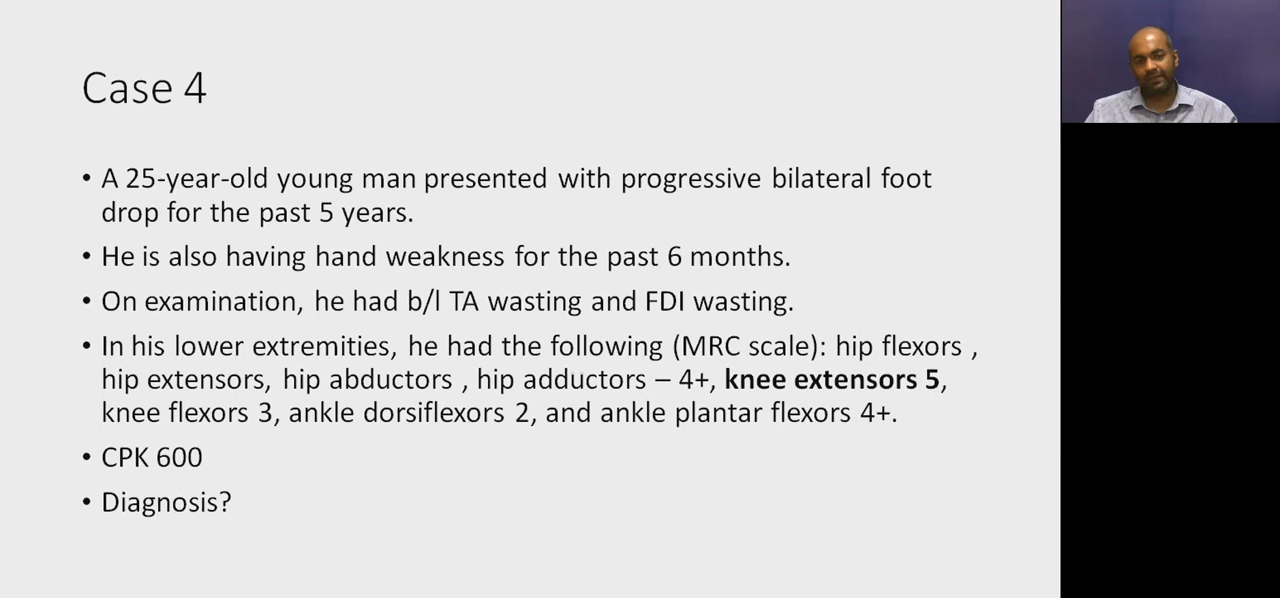 Case 4
• A 25-year-old young man presented with progressive bilateral foot
drop for the past 5 years.
• He is also having hand weakness for the past 6 months.
• On examination, he had b/l TA wasting and FDI wasting.
• In his lower extremities, he had the following (MRC scale): hip flexors ,
hip extensors, hip abductors , hip adductors – 4+, knee extensors 5,
knee flexors 3, ankle dorsiflexors 2, and ankle plantar flexors 4+.
• CPK 600
• Diagnosis?